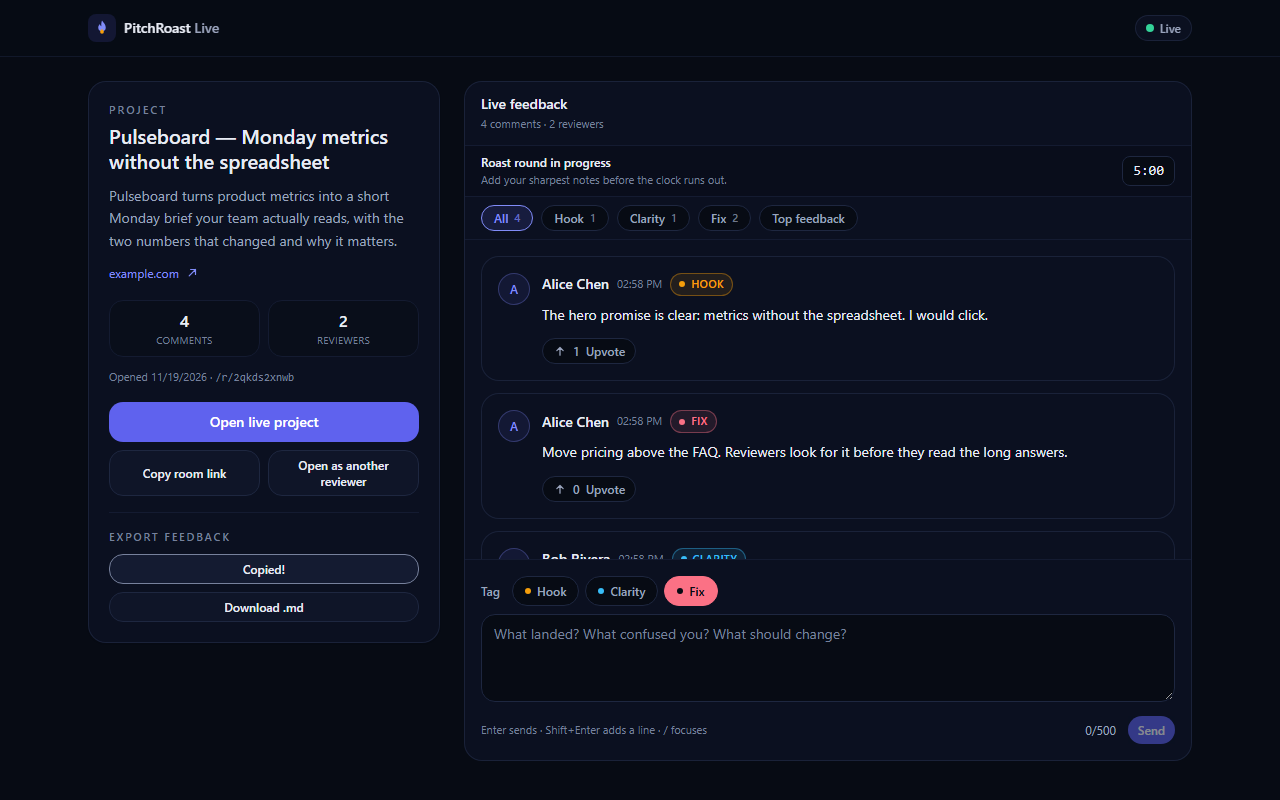 PitchRoast Live
Live
PROJECT
Pulseboard — Monday metrics
without the spreadsheet
Pulseboard turns product metrics into a short
Monday brief your team actually reads, with the
two numbers that changed and why it matters.
example.com ↗
4
COMMENTS
2
REVIEWERS
Opened 11/19/2026 · /r/2qkds2xnwb
Open live project
Copy room link
Open as another
reviewer
EXPORT FEEDBACK
Copied!
Download .md
Live feedback
4 comments · 2 reviewers
Roast round in progress
Add your sharpest notes before the clock runs out.
5:00
All 4
Hook 1
Clarity 1
Fix 2
Top feedback
A
Alice Chen 02:58 PM HOOK
The hero promise is clear: metrics without the spreadsheet. I would click.
↑ 1 Upvote
A
Alice Chen 02:58 PM FIX
Move pricing above the FAQ. Reviewers look for it before they read the long answers.
↑ 0 Upvote
Bob Rivera 02:58 PM CLARITY
Tag
Hook
Clarity
Fix
What landed? What confused you? What should change?
Enter sends · Shift+Enter adds a line · / focuses
0/500
Send